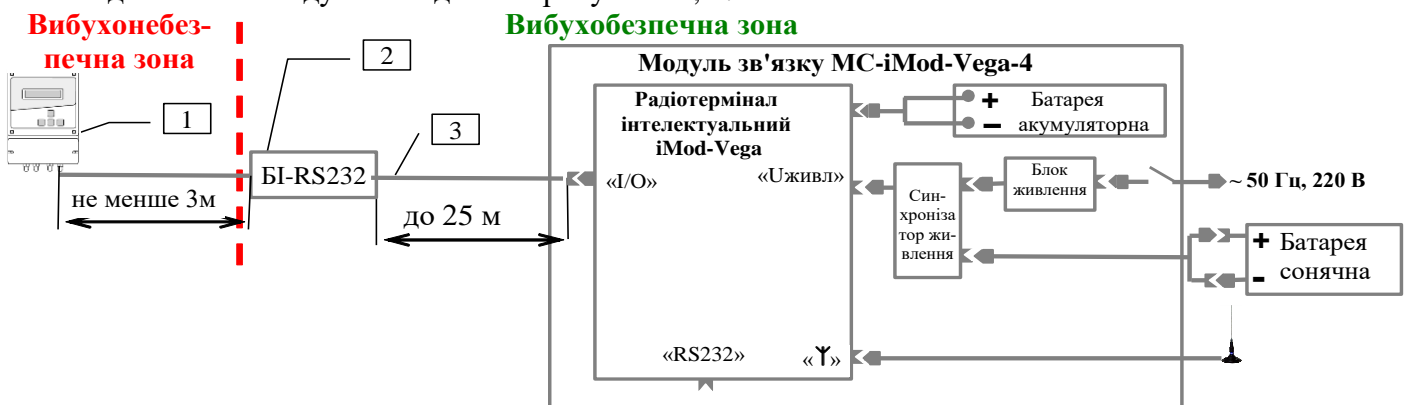 Вибухонебез-
печна зона
Вибухобезпечна зона
1
2
3
БІ-RS232
не менше 3м
до 25 м
Модуль зв'язку МС-iMod-Vega-4
Радіотермінал
інтелектуальний
iMod-Vega
«I/O»
«Uживл»
«RS232»
« »
+
–
Батарея
акумуляторна
Син-
хроніза
тор жи-
влення
Блок
живлення
~ 50 Гц, 220 В
+
-
Батарея
сонячна